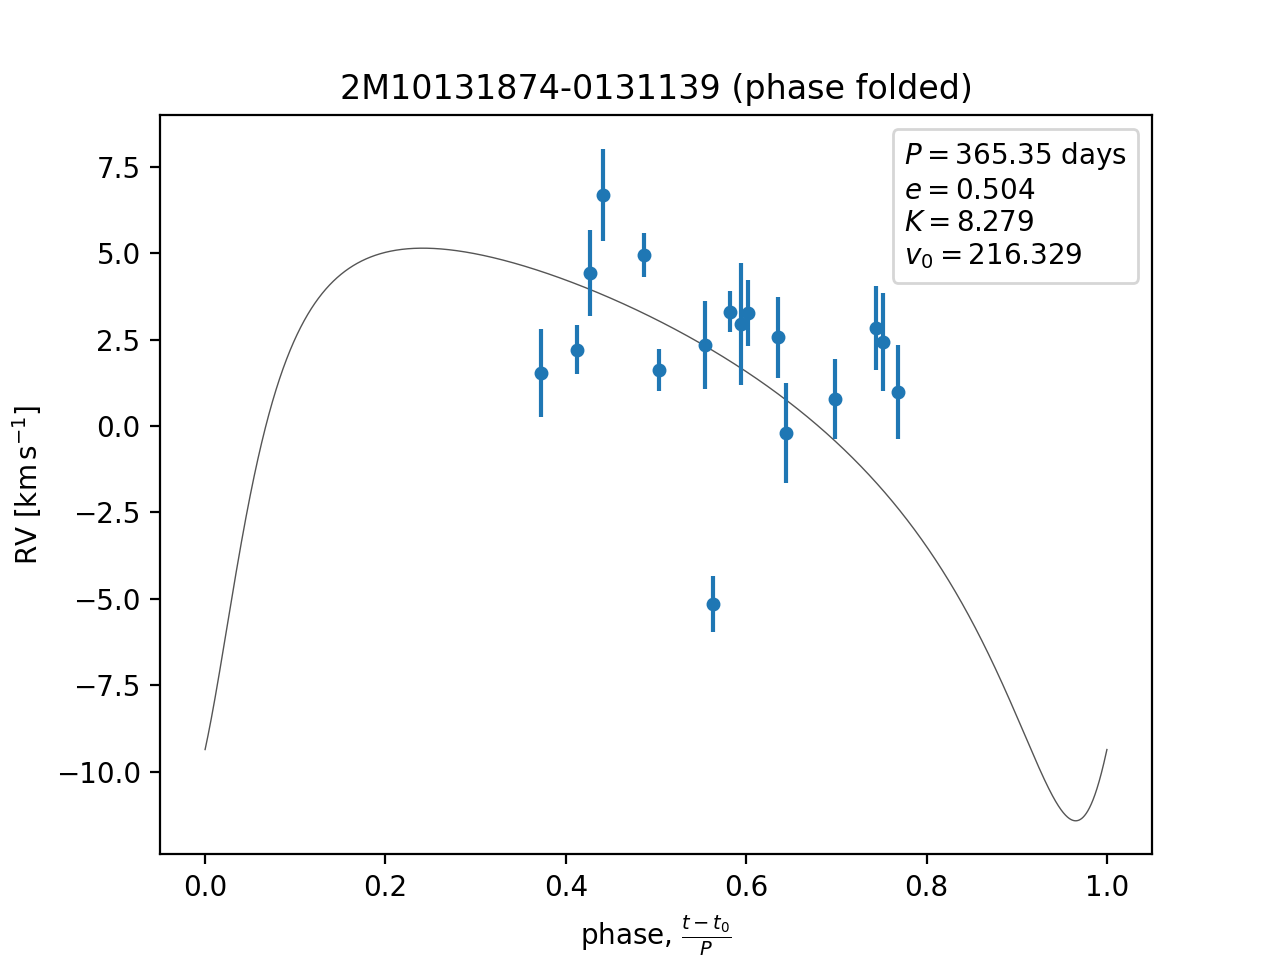 2M10131874-0131139 (phase folded)
P = 365.35 days
e = 0.504
K = 8.279
v₀ = 216.329
7.5
5.0
2.5
0.0
−2.5
−5.0
−7.5
−10.0
RV [km s⁻¹]
0.0 0.2 0.4 0.6 0.8 1.0
phase, (t − t₀)/P